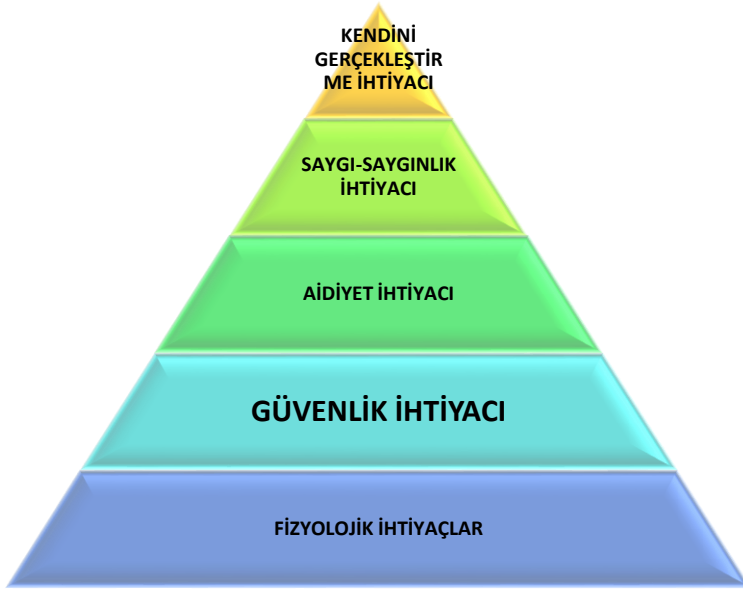 KENDİNİ
GERÇEKLEŞTİR
ME İHTİYACI
SAYGI-SAYGINLIK
İHTİYACI
AİDİYET İHTİYACI
GÜVENLİK İHTİYACI
FİZYOLOJİK İHTİYAÇLAR